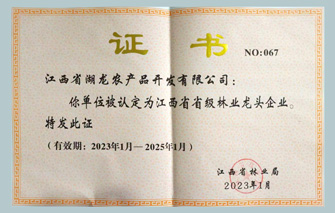 证 书
NO:067
江西省湖龙农产品开发有限公司：
你单位被认定为江西省省级林业龙头企业。
特发此证
（有效期：2023年1月—2025年1月）
江西省林业局
2023年1月